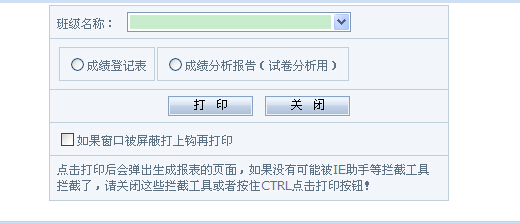 班级名称：
成绩登记表 成绩分析报告（试卷分析用）
打 印 关 闭
如果窗口被屏蔽打上钩再打印
点击打印后会弹出生成报表的页面，如果没有可能被IE助手等拦截工具
拦截了，请关闭这些拦截工具或者按住CTRL点击打印按钮!